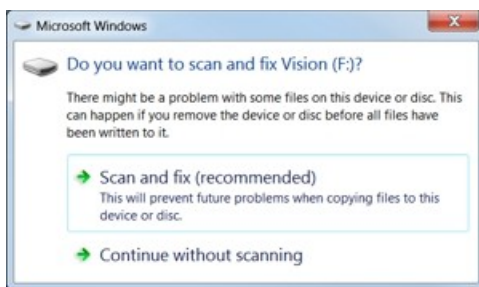 Microsoft Windows
Do you want to scan and fix Vision (F:)?
There might be a problem with some files on this device or disc. This
can happen if you remove the device or disc before all files have
been written to it.
Scan and fix (recommended)
This will prevent future problems when copying files to this
device or disc.
Continue without scanning